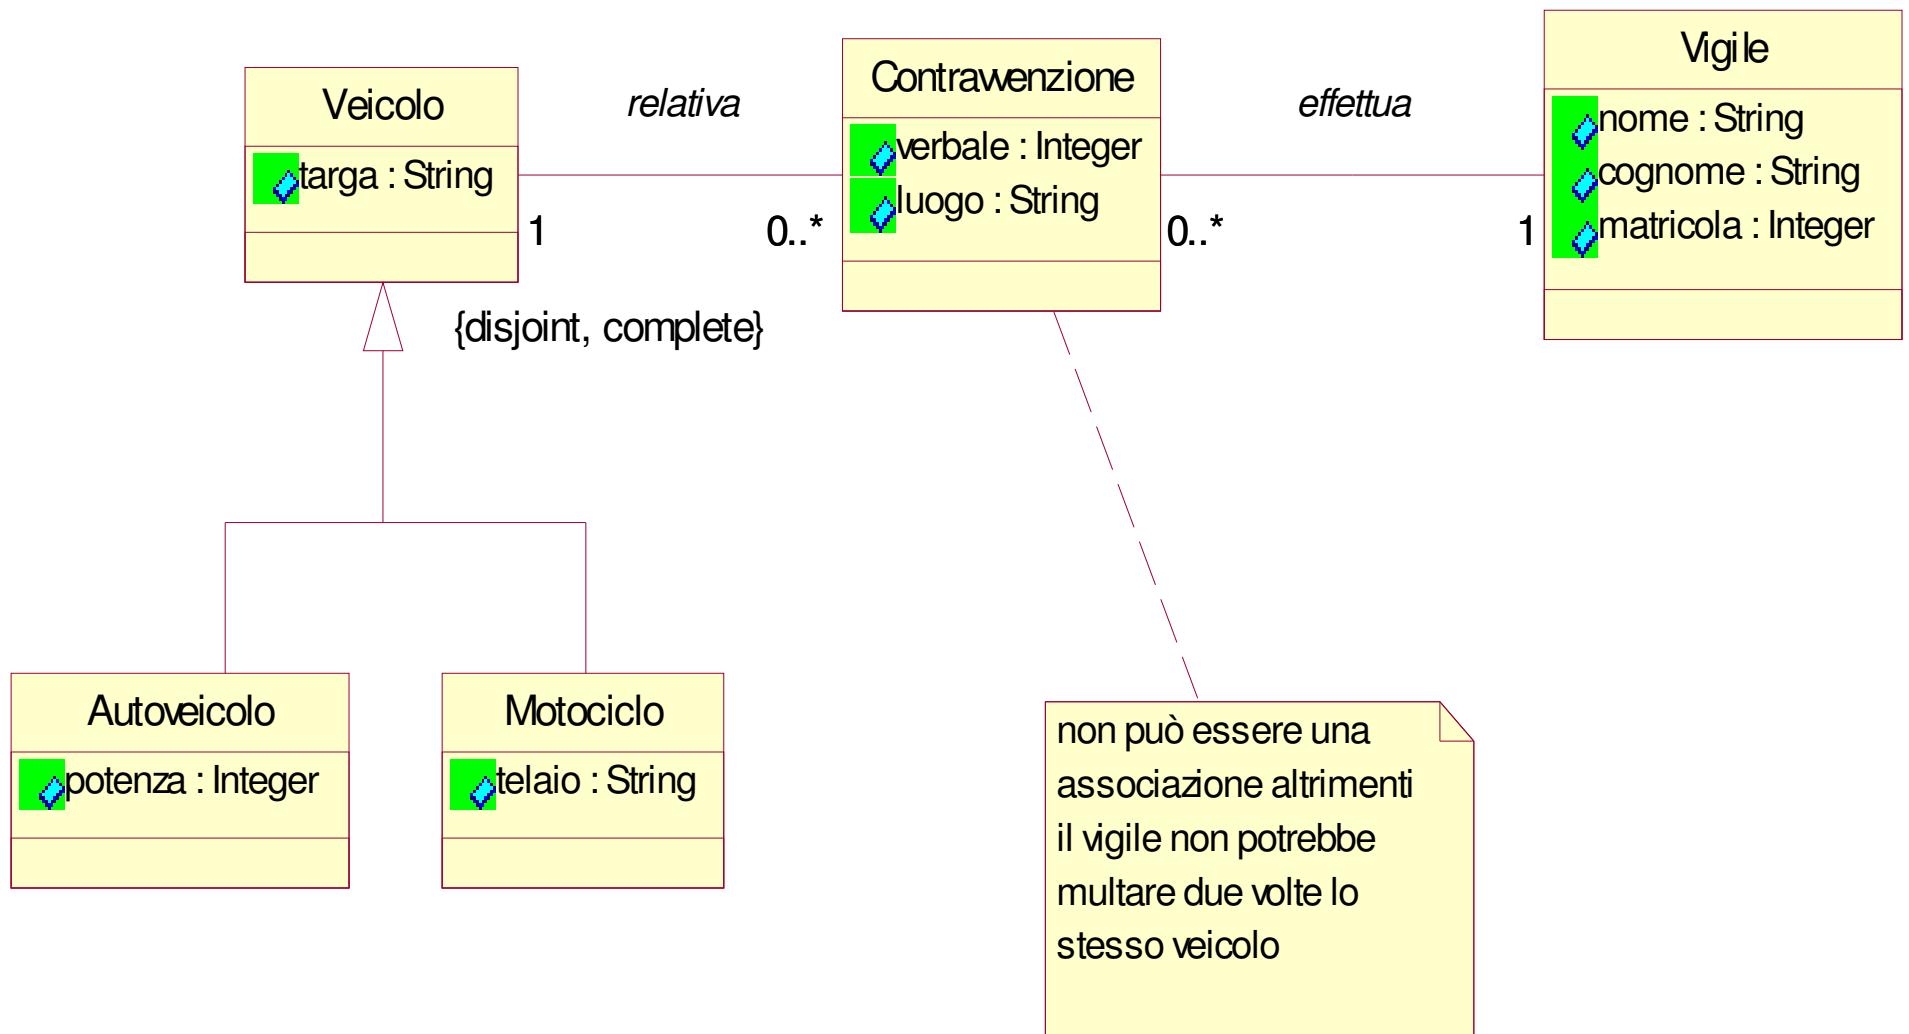 Veicolo
targa : String
relativa
1
0..*
Contravvenzione
verbale : Integer
luogo : String
effettua
0..*
1
Vigile
nome : String
cognome : String
matricola : Integer
{disjoint, complete}
Autoveicolo
potenza : Integer
Motociclo
telaio : String
non può essere una
associazione altrimenti
il vigile non potrebbe
multare due volte lo
stesso veicolo